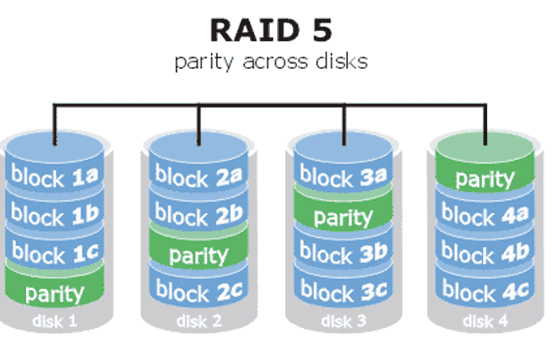 RAID 5
parity across disks
block 1a
block 1b
block 1c
parity
disk 1
block 2a
block 2b
parity
block 2c
disk 2
block 3a
parity
block 3b
block 3c
disk 3
parity
block 4a
block 4b
block 4c
disk 4